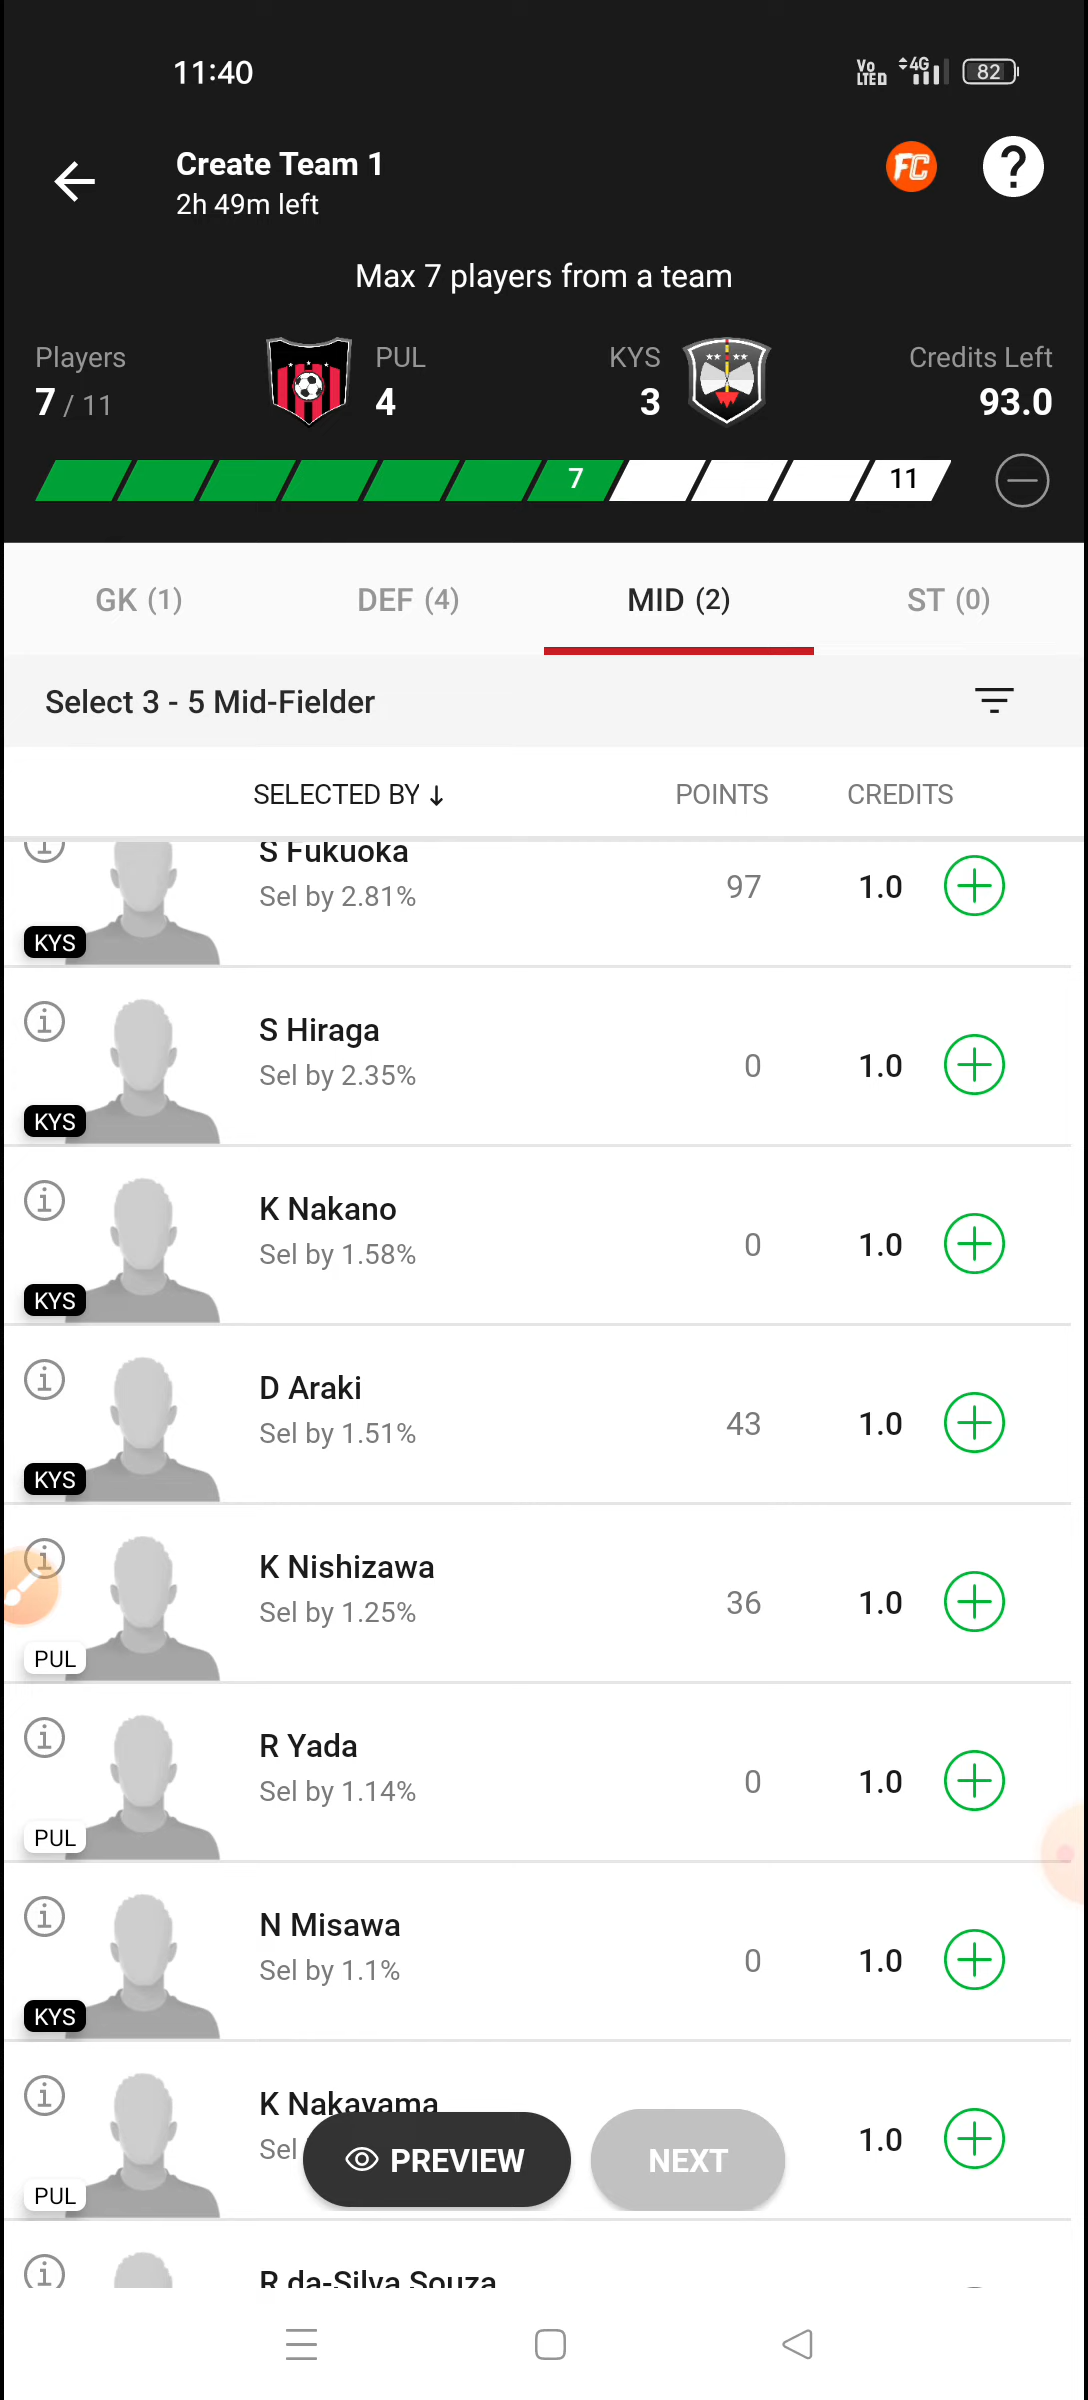 11:40
Vo LTED 4G 82
Create Team 1
2h 49m left
FC
?
Max 7 players from a team
Players
7 / 11
PUL
4
KYS
3
Credits Left
93.0
7
11
GK (1)
DEF (4)
MID (2)
ST (0)
Select 3 - 5 Mid-Fielder
SELECTED BY ↓
POINTS
CREDITS
S Fukuoka
Sel by 2.81%
97
1.0
KYS
S Hiraga
Sel by 2.35%
0
1.0
KYS
K Nakano
Sel by 1.58%
0
1.0
KYS
D Araki
Sel by 1.51%
43
1.0
KYS
K Nishizawa
Sel by 1.25%
36
1.0
PUL
R Yada
Sel by 1.14%
0
1.0
PUL
N Misawa
Sel by 1.1%
0
1.0
KYS
K Nakayama
Sel
1.0
PUL
PREVIEW
NEXT
R da-Silva Souza